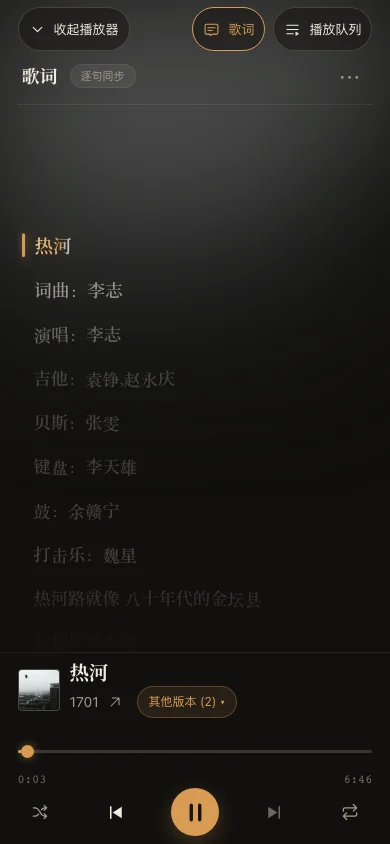 收起播放器
歌词
播放队列
歌词
逐句同步
热河
词曲：李志
演唱：李志
吉他：袁铮,赵永庆
贝斯：张雯
键盘：李天雄
鼓：余赣宁
打击乐：魏星
热河路就像 八十年代的金坛县
热河
1701 ↗
其他版本 (2)
0:03
6:46